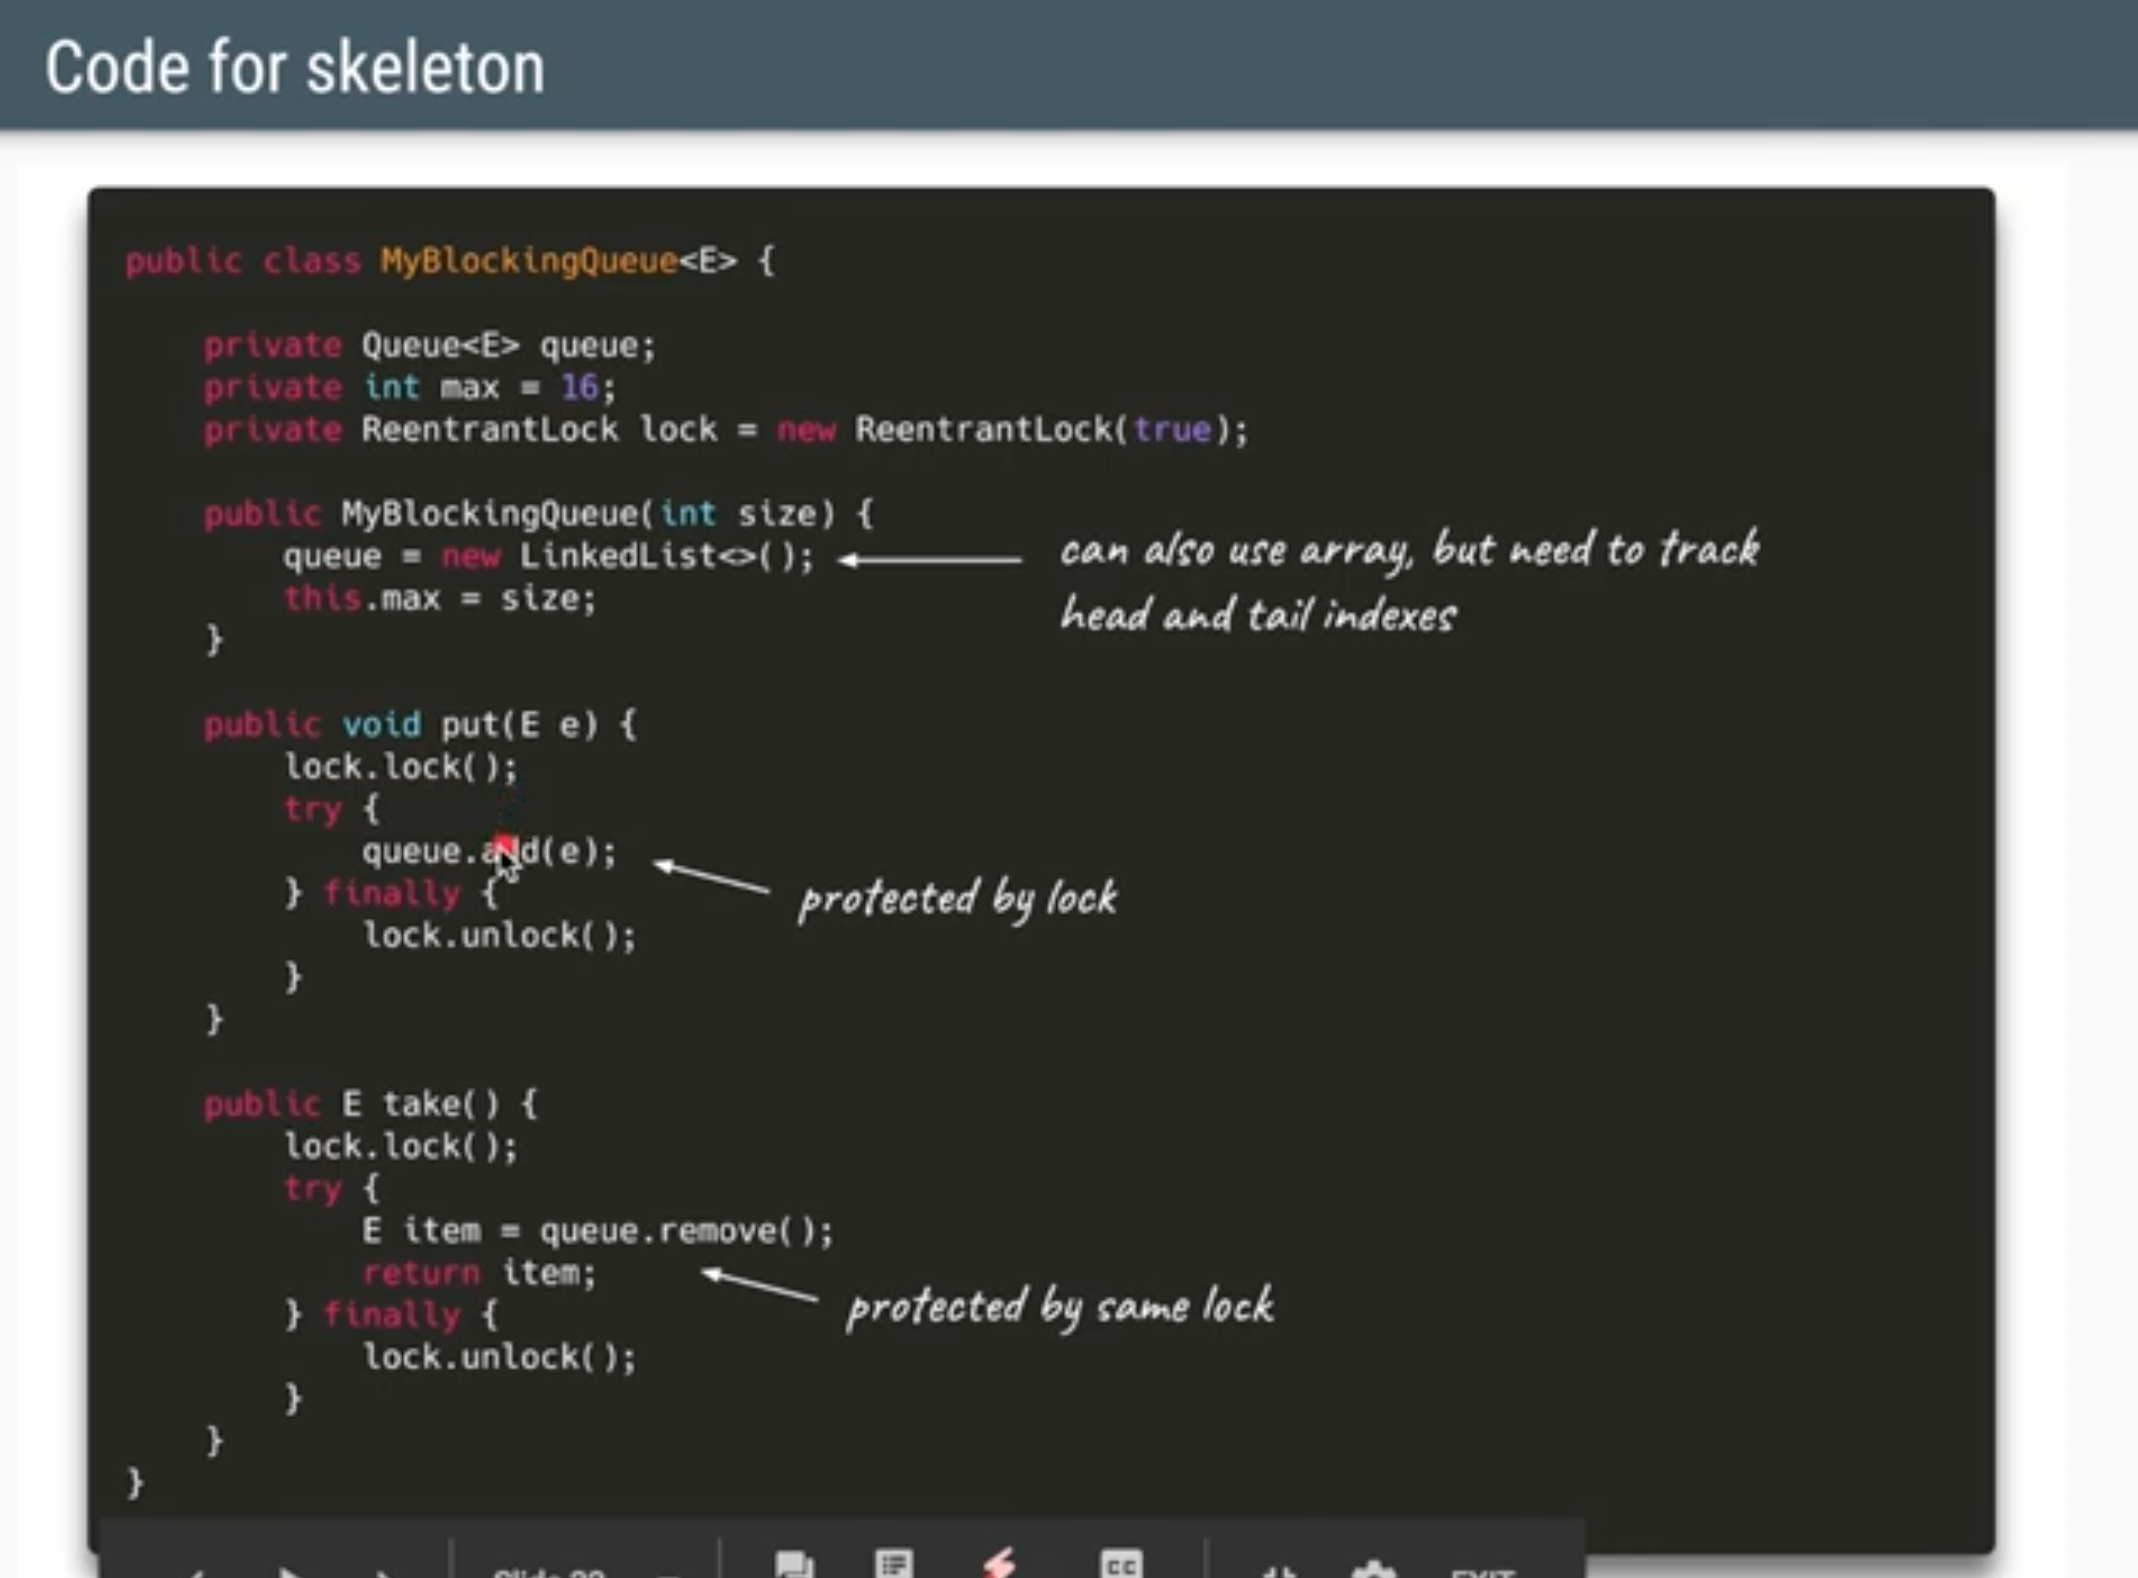 Code for skeleton
public class MyBlockingQueue<E> {
private Queue<E> queue;
private int max = 16;
private ReentrantLock lock = new ReentrantLock(true);
public MyBlockingQueue(int size) {
queue = new LinkedList<>();
can also use array, but need to track
head and tail indexes
this.max = size;
}
public void put(E e) {
lock.lock();
try {
queue.add(e);
protected by lock
} finally {
lock.unlock();
}
}
public E take() {
lock.lock();
try {
E item = queue.remove();
return item;
protected by same lock
} finally {
lock.unlock();
}
}
}
CC
EXIT